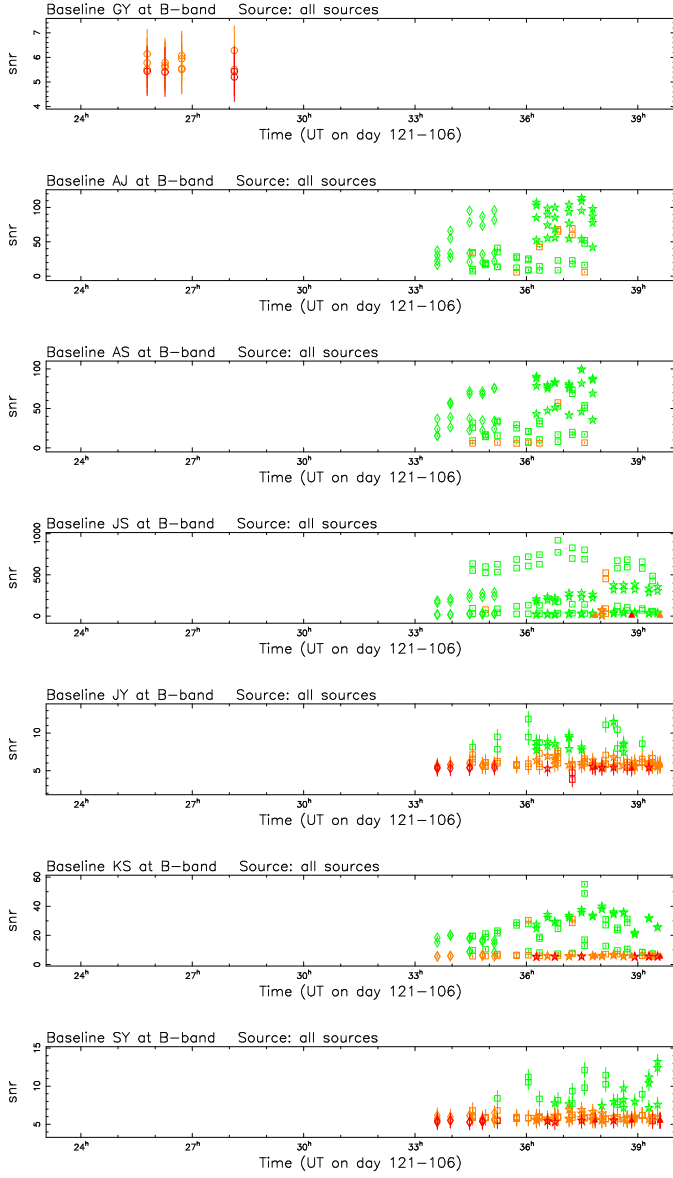 Baseline GY at B-band Source: all sources
snr
7
6
5
4
24h 27h 30h 33h 36h 39h
Time (UT on day 121-106)
Baseline AJ at B-band Source: all sources
snr
100
50
0
24h 27h 30h 33h 36h 39h
Time (UT on day 121-106)
Baseline AS at B-band Source: all sources
snr
100
50
0
24h 27h 30h 33h 36h 39h
Time (UT on day 121-106)
Baseline JS at B-band Source: all sources
snr
1000
500
0
24h 27h 30h 33h 36h 39h
Time (UT on day 121-106)
Baseline JY at B-band Source: all sources
snr
10
5
24h 27h 30h 33h 36h 39h
Time (UT on day 121-106)
Baseline KS at B-band Source: all sources
snr
60
40
20
0
24h 27h 30h 33h 36h 39h
Time (UT on day 121-106)
Baseline SY at B-band Source: all sources
snr
15
10
5
24h 27h 30h 33h 36h 39h
Time (UT on day 121-106)